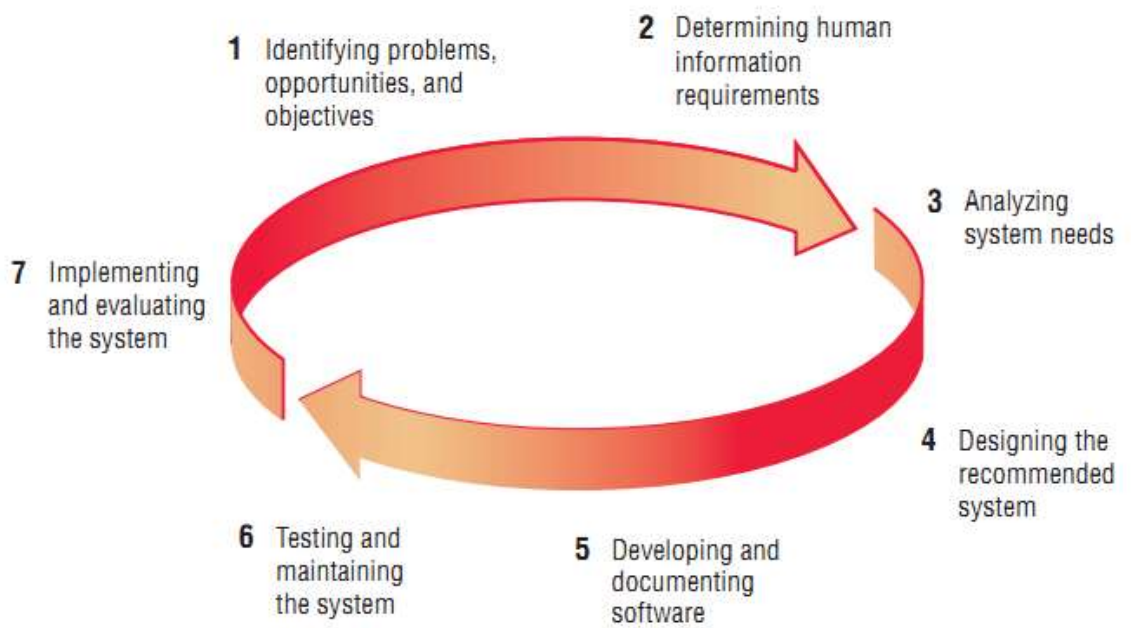 1 Identifying problems,
opportunities, and
objectives
2 Determining human
information
requirements
3 Analyzing
system needs
4 Designing the
recommended
system
5 Developing and
documenting
software
6 Testing and
maintaining
the system
7 Implementing
and evaluating
the system